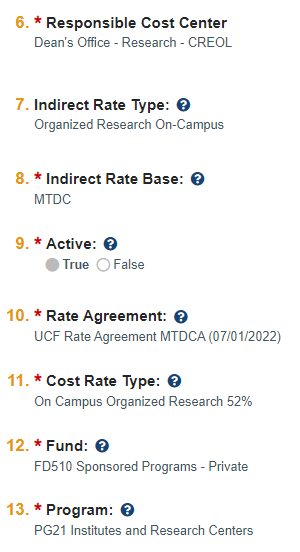 6. * Responsible Cost Center
Dean's Office - Research - CREOL
7. Indirect Rate Type: ?
Organized Research On-Campus
8. * Indirect Rate Base: ?
MTDC
9. * Active: ?
True False
10. * Rate Agreement: ?
UCF Rate Agreement MTDCA (07/01/2022)
11. * Cost Rate Type: ?
On Campus Organized Research 52%
12. * Fund: ?
FD510 Sponsored Programs - Private
13. * Program: ?
PG21 Institutes and Research Centers